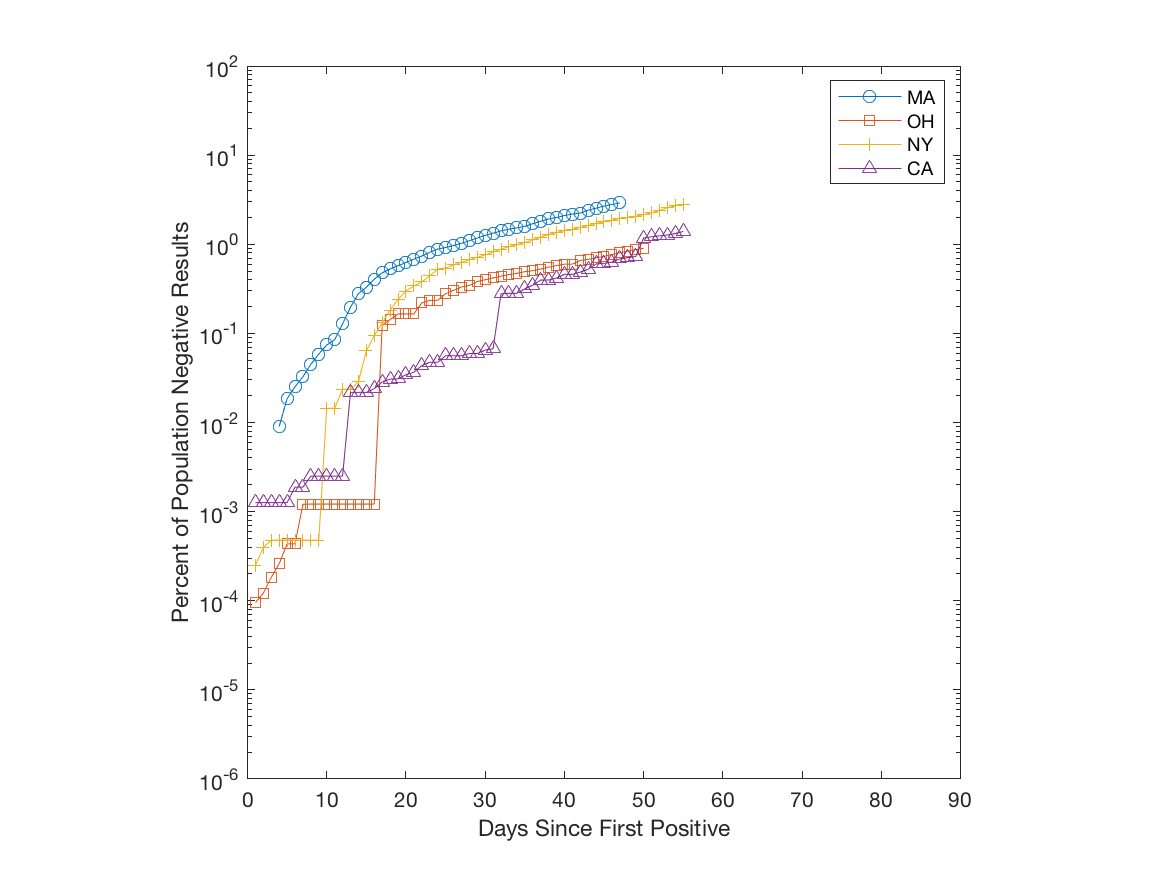 10^2
10^1
10^0
10^-1
10^-2
10^-3
10^-4
10^-5
10^-6
Percent of Population Negative Results
MA
OH
NY
CA
0 10 20 30 40 50 60 70 80 90
Days Since First Positive